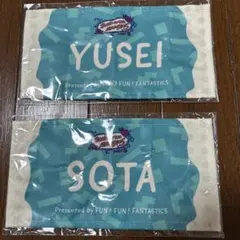 YUSEI
Presented by FUN! FUN! FANTASTICS
SOTA
Presented by FUN! FUN! FANTASTICS